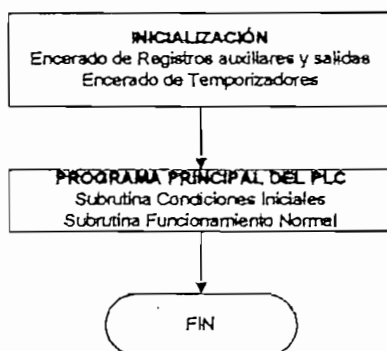 INICIALIZACIÓN
Encerado de Registros auxiliares y salidas
Encerado de Temporizadores
PROGRAMA PRINCIPAL DEL PLC
Subrutina Condiciones Iniciales
Subrutina Funcionamiento Normal
FIN